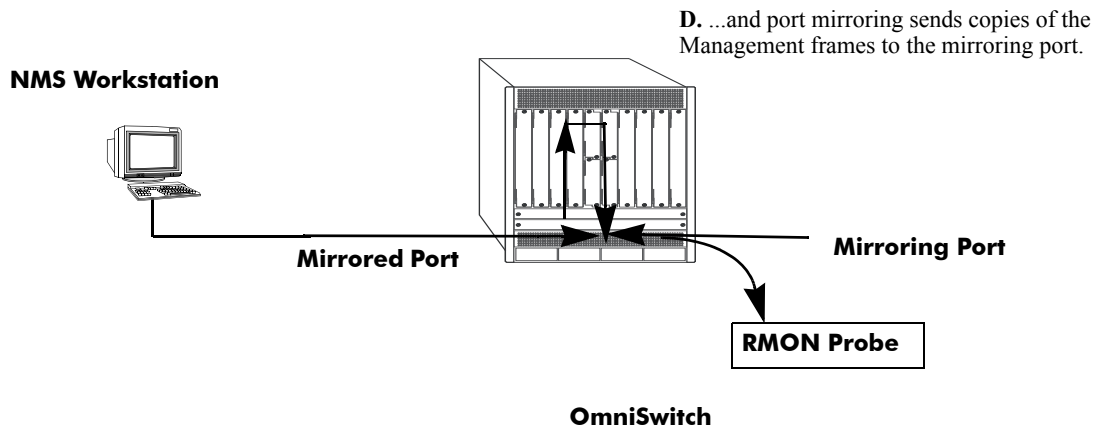 D. ...and port mirroring sends copies of the
Management frames to the mirroring port.
NMS Workstation
Mirrored Port
Mirroring Port
RMON Probe
OmniSwitch